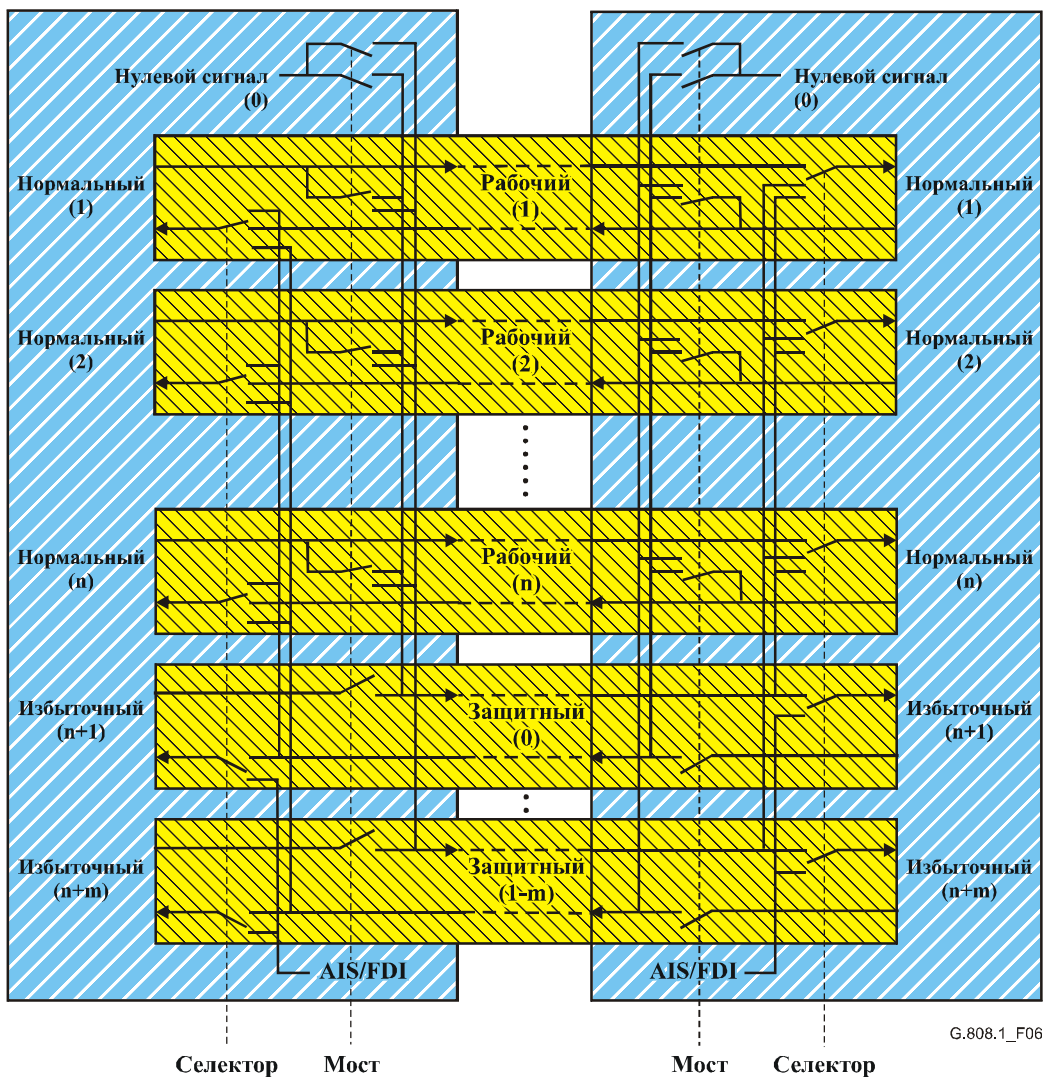 Нулевой сигнал
(0)
Нулевой сигнал
(0)
Нормальный
(1)
Рабочий
(1)
Нормальный
(1)
Нормальный
(2)
Рабочий
(2)
Нормальный
(2)
Нормальный
(n)
Рабочий
(n)
Нормальный
(n)
Избыточный
(n+1)
Защитный
(0)
Избыточный
(n+1)
Избыточный
(n+m)
Защитный
(1-m)
Избыточный
(n+m)
AIS/FDI
AIS/FDI
G.808.1_F06
Селектор
Мост
Мост
Селектор